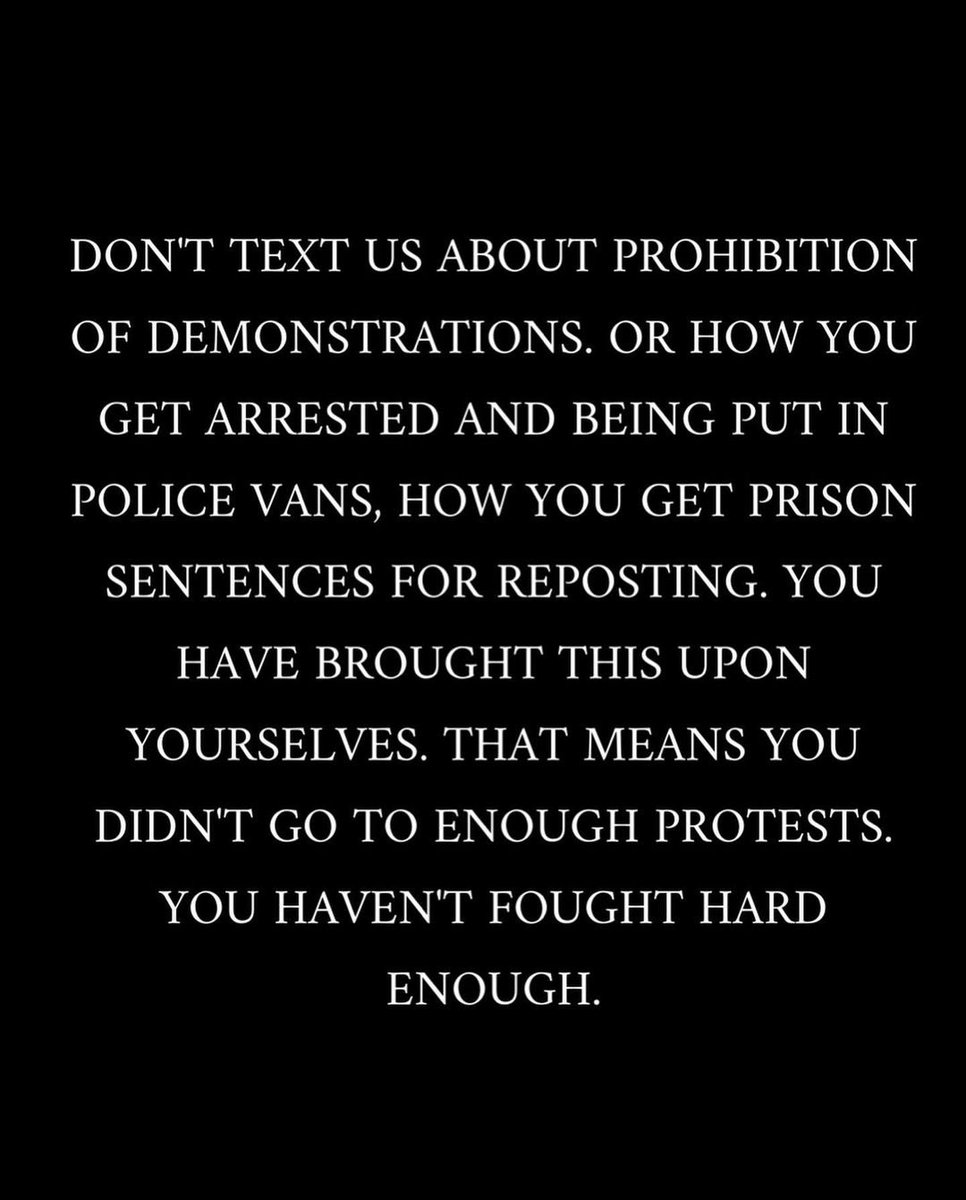 DON'T TEXT US ABOUT PROHIBITION
OF DEMONSTRATIONS. OR HOW YOU
GET ARRESTED AND BEING PUT IN
POLICE VANS, HOW YOU GET PRISON
SENTENCES FOR REPOSTING. YOU
HAVE BROUGHT THIS UPON
YOURSELVES. THAT MEANS YOU
DIDN'T GO TO ENOUGH PROTESTS.
YOU HAVEN'T FOUGHT HARD
ENOUGH.